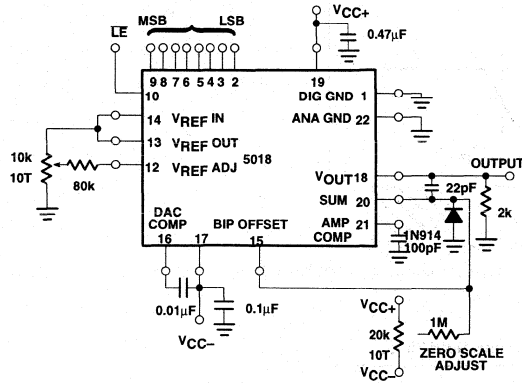 VCC+
MSB LSB
LE
0.47µF
9 8 7 6 5 4 3 2
19
10
DIG GND 1
14 VREF IN
ANA GND 22
13 VREF OUT
5018
10k
10T
12 VREF ADJ
80k
VOUT 18
OUTPUT
22pF
SUM 20
2k
DAC
COMP
BIP OFFSET
AMP
COMP
21
1N914
100pF
16 17 15
0.01µF
0.1µF
VCC–
VCC+
20k
10T
1M
VCC–
ZERO SCALE
ADJUST